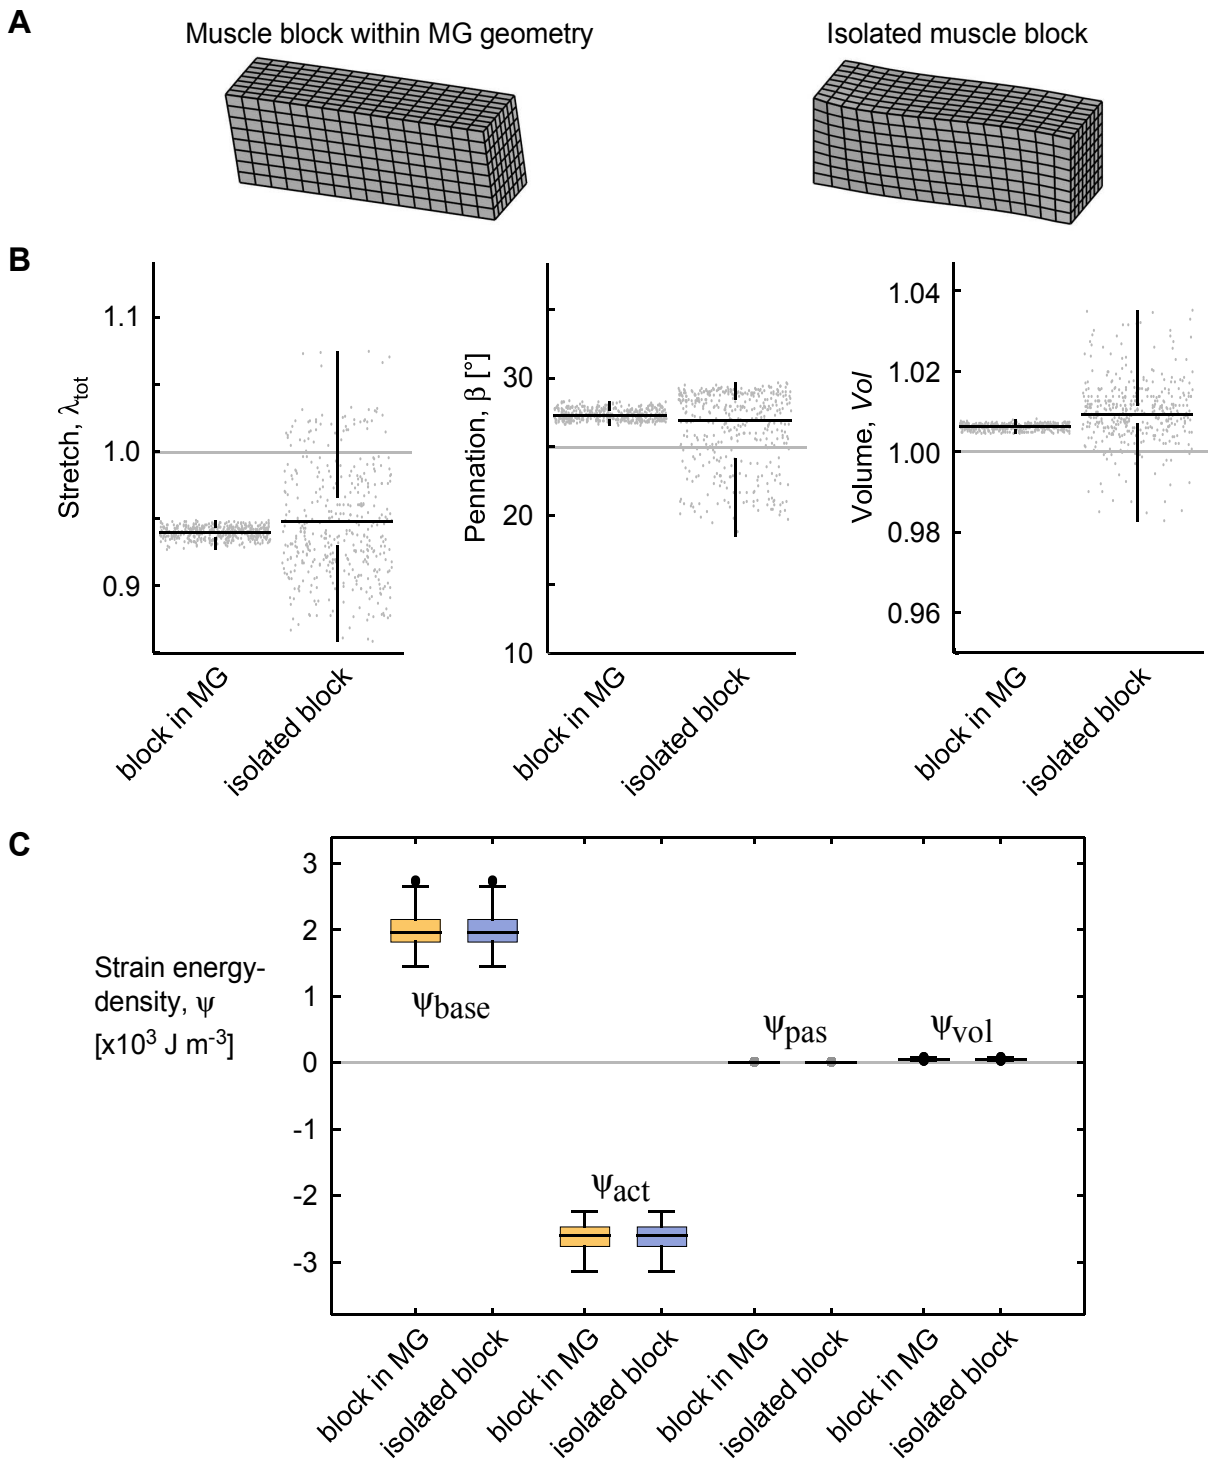 A
Muscle block within MG geometry
Isolated muscle block
B
Stretch, λtot
1.1
1.0
0.9
block in MG
isolated block
Pennation, β [°]
30
20
10
block in MG
isolated block
Volume, Vol
1.04
1.02
1.00
0.98
0.96
block in MG
isolated block
C
Strain energy-
density, ψ
[x10³ J m⁻³]
3
2
1
0
-1
-2
-3
ψbase
ψact
ψpas
ψvol
block in MG
isolated block
block in MG
isolated block
block in MG
isolated block
block in MG
isolated block